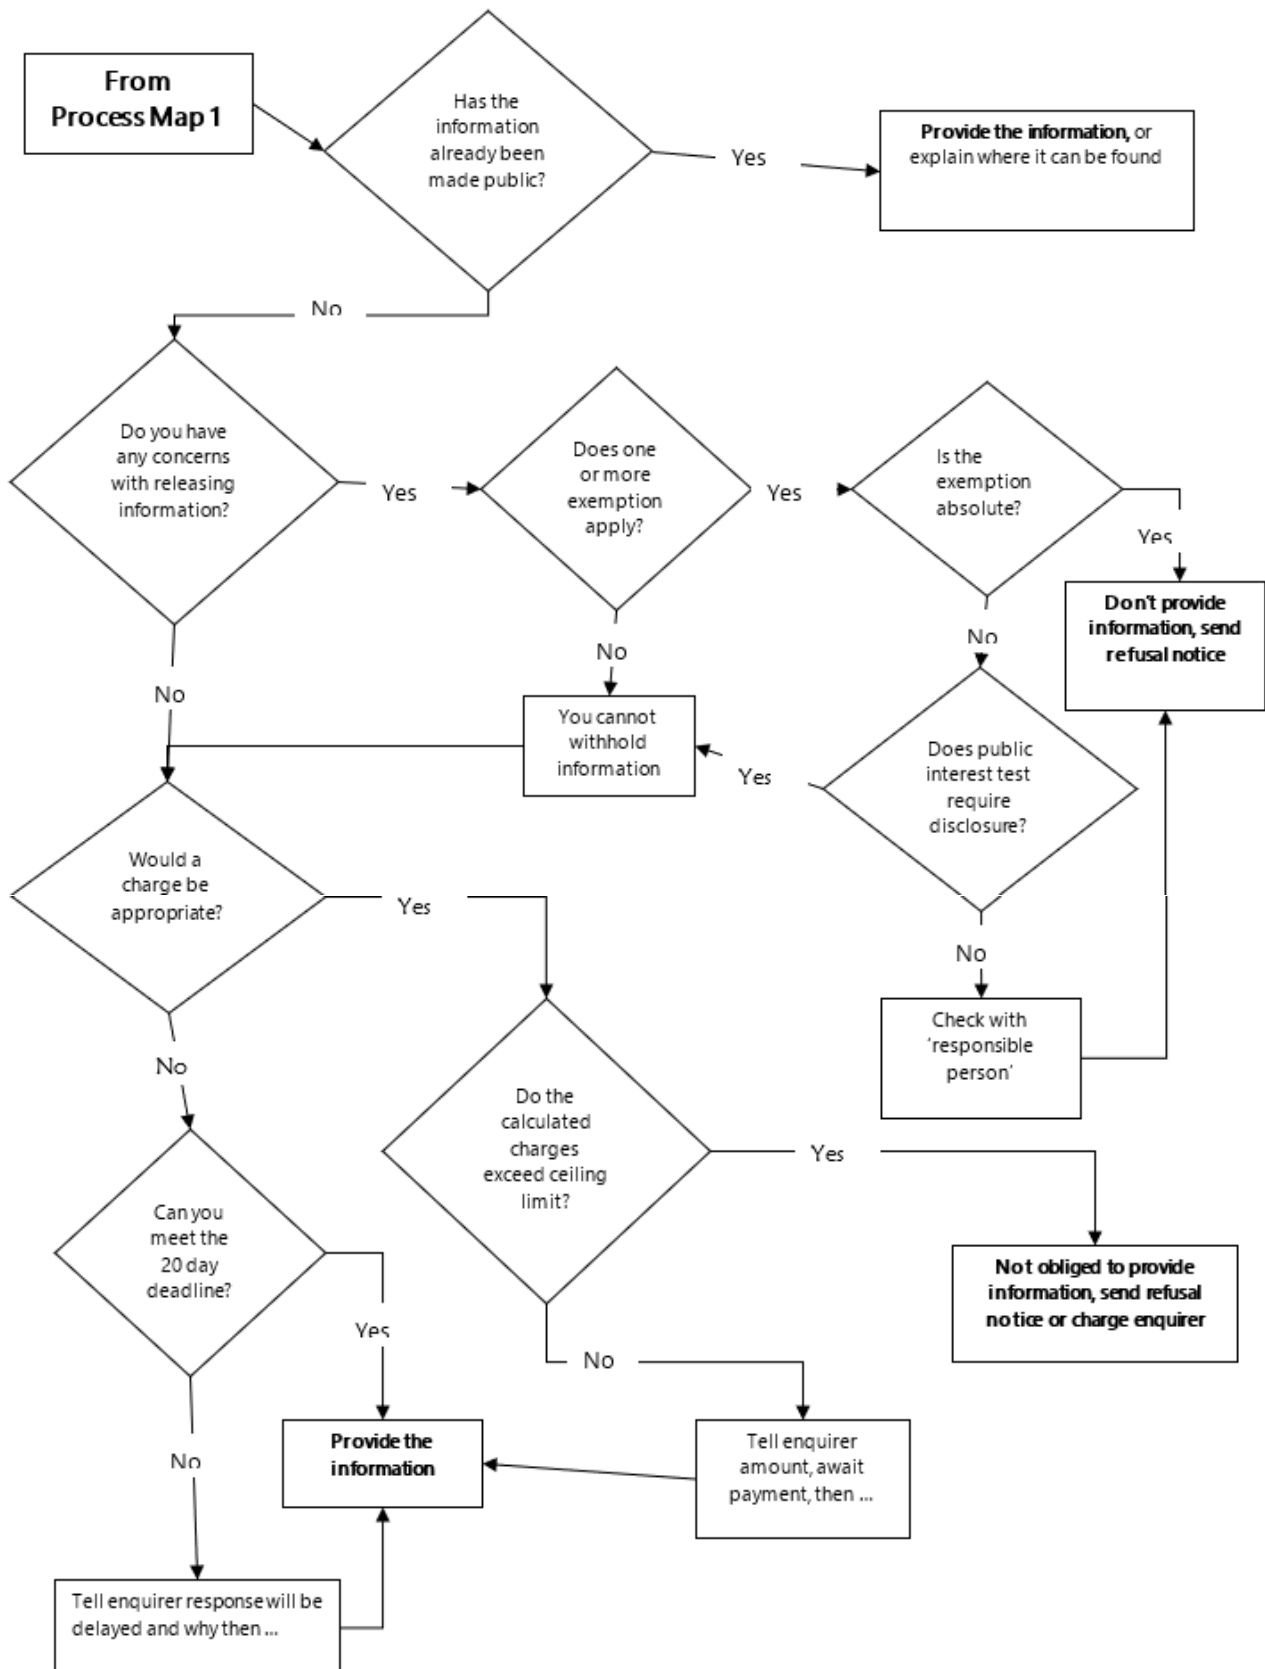 From
Process Map 1
Has the
information
already been
made public?
Yes
Provide the information, or
explain where it can be found
No
Do you have
any concerns
with releasing
information?
Yes
Does one
or more
exemption
apply?
Yes
Is the
exemption
absolute?
Yes
Don't provide
information, send
refusal notice
No
No
No
You cannot
withhold
information
Yes
Does public
interest test
require
disclosure?
Would a
charge be
appropriate?
Yes
No
Check with
‘responsible
person’
No
Do the
calculated
charges
exceed ceiling
limit?
Yes
Can you
meet the
20 day
deadline?
Not obliged to provide
information, send refusal
notice or charge enquirer
Yes
No
No
Provide the
information
Tell enquirer
amount, await
payment, then ...
Tell enquirer response will be
delayed and why then ...